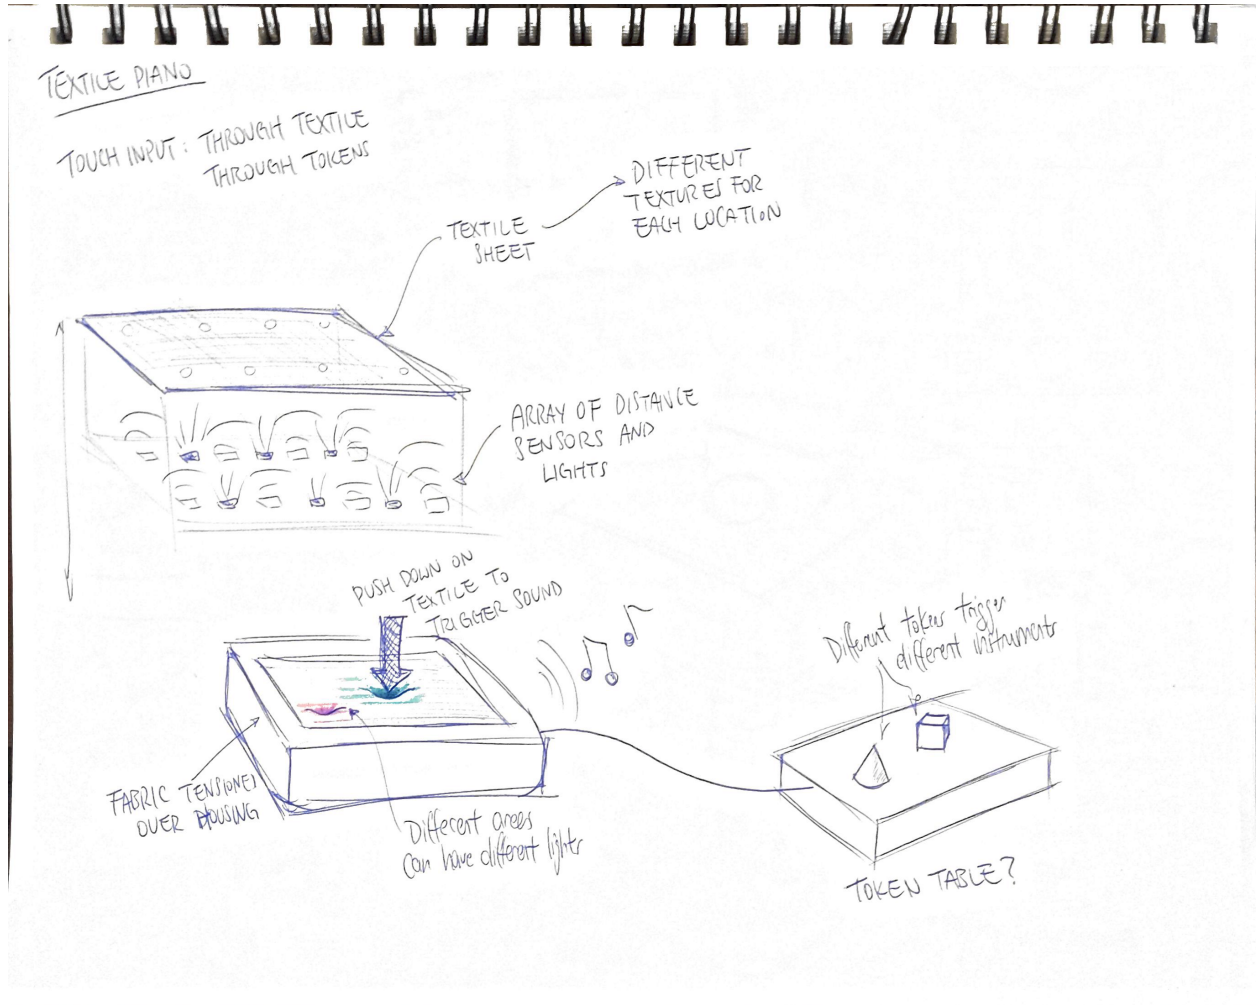 TEXTILE PIANO
TOUCH INPUT: THROUGH TEXTILE
THROUGH TOKENS
TEXTILE
SHEET
DIFFERENT
TEXTURES FOR
EACH LOCATION
ARRAY OF DISTANCE
SENSORS AND
LIGHTS
PUSH DOWN ON
TEXTILE TO
TRIGGER SOUND
FABRIC TENSIONED
OVER HOUSING
Different areas
can have different lights
Different tokens trigger
different instruments
TOKEN TABLE?